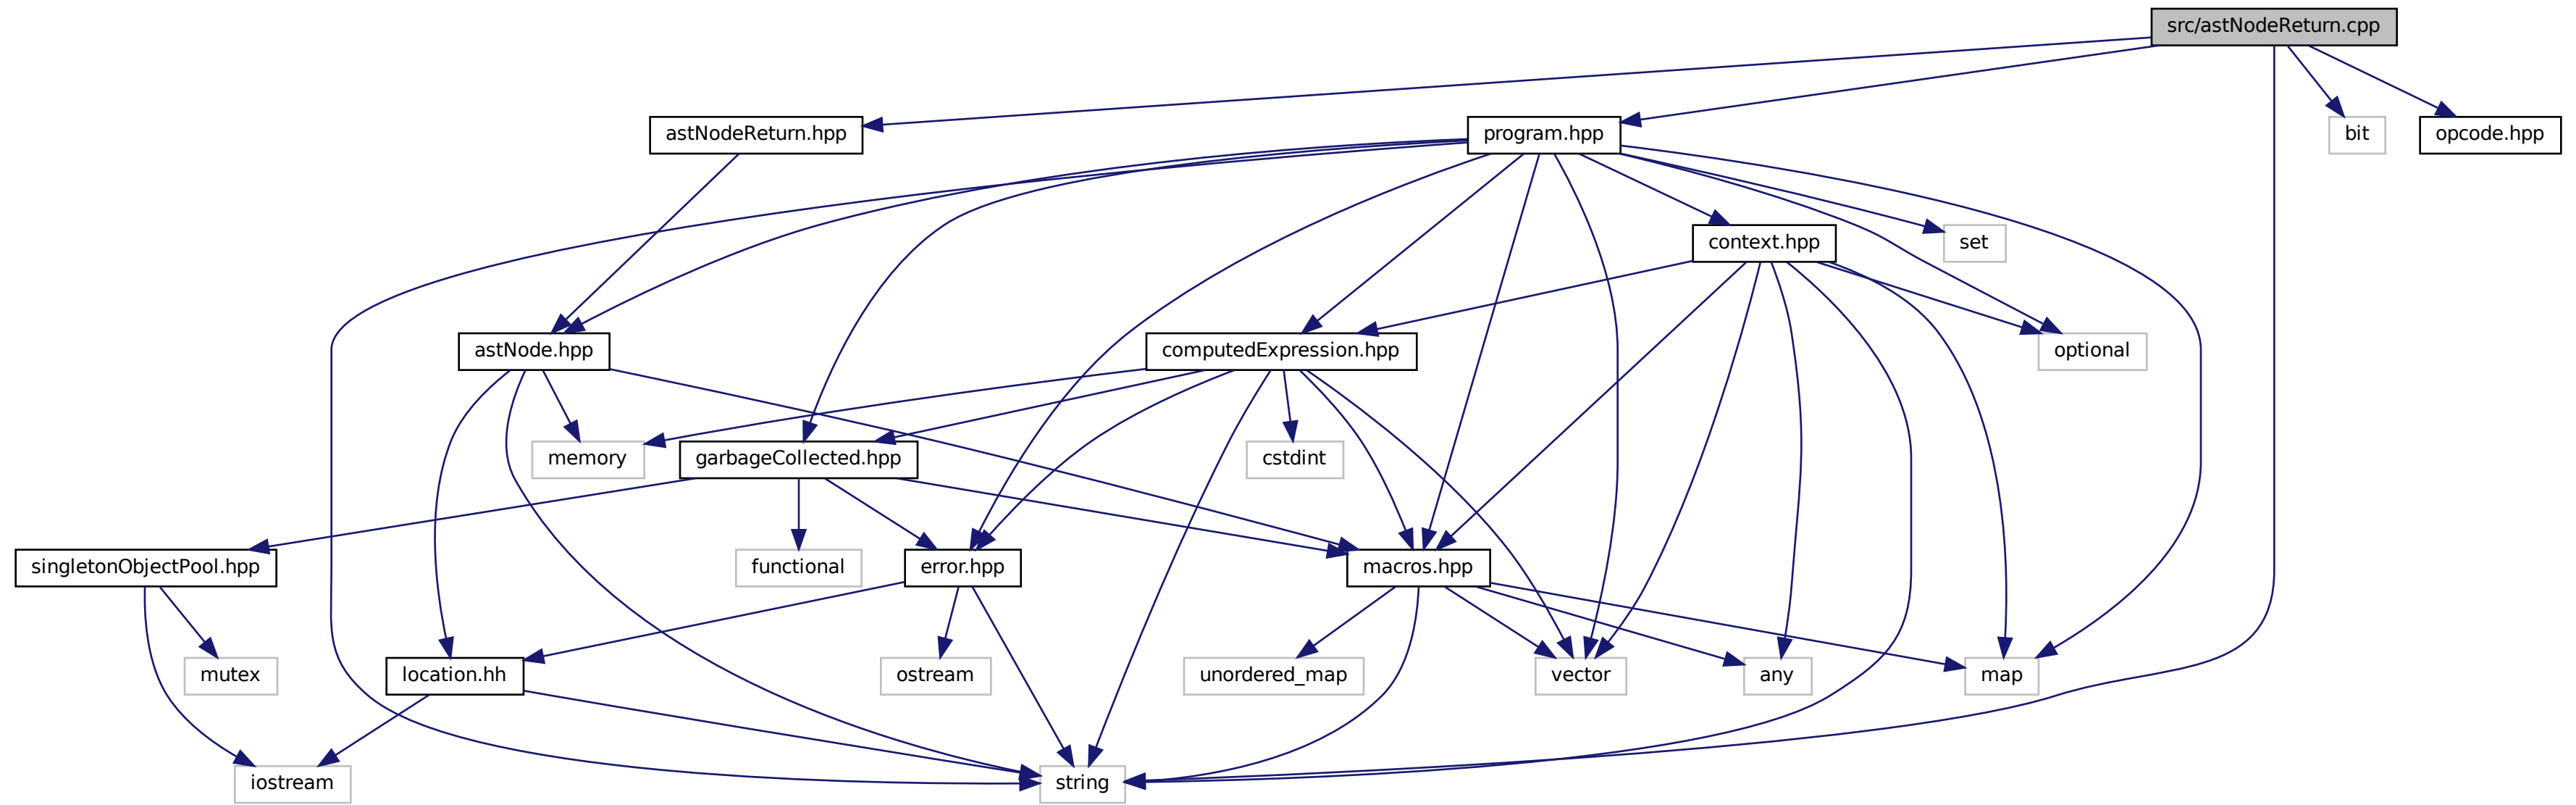 src/astNodeReturn.cpp
astNodeReturn.hpp
program.hpp
bit
opcode.hpp
context.hpp
set
astNode.hpp
computedExpression.hpp
optional
memory
garbageCollected.hpp
cstdint
singletonObjectPool.hpp
functional
error.hpp
macros.hpp
mutex
location.hh
ostream
unordered_map
vector
any
map
iostream
string